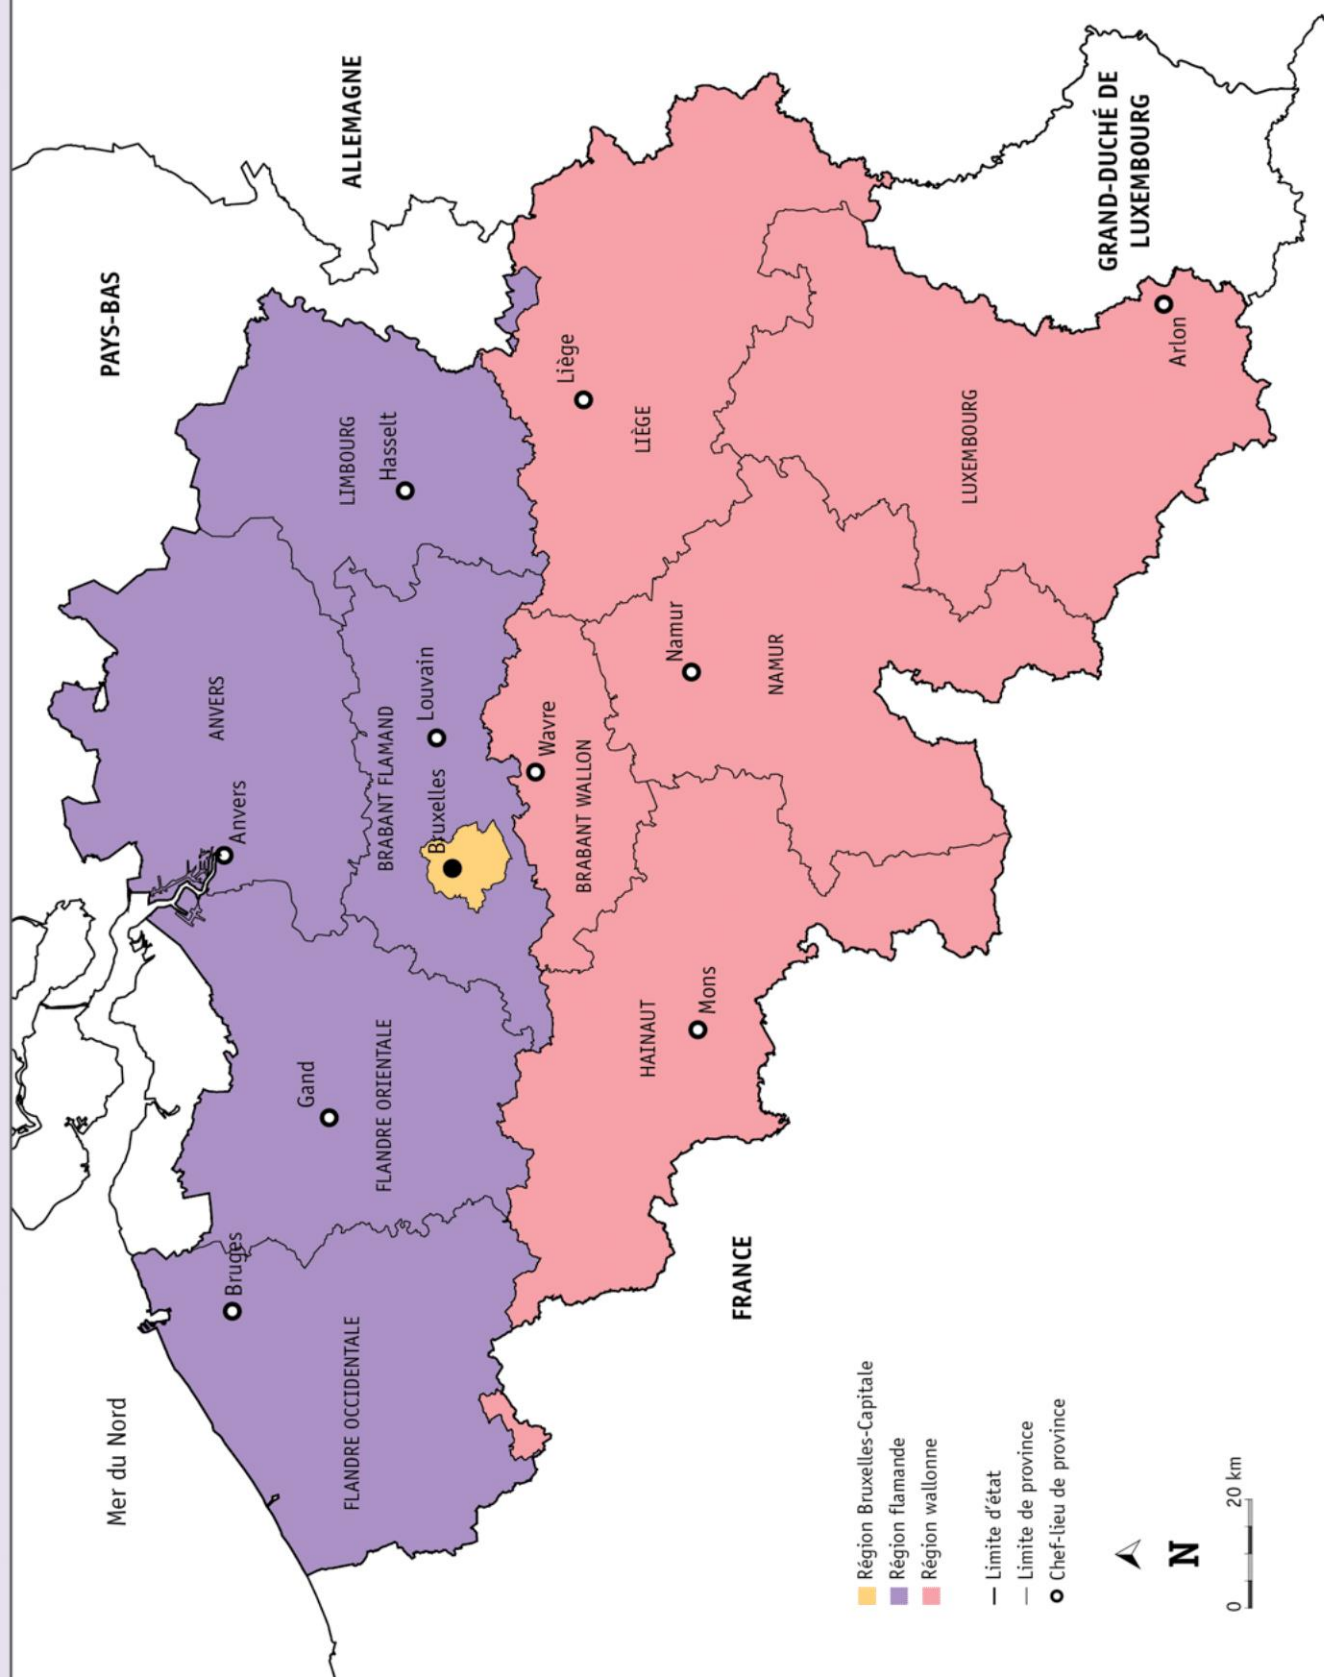 Mer du Nord
PAYS-BAS
ALLEMAGNE
FRANCE
GRAND-DUCHÉ DE
LUXEMBOURG
Bruges
FLANDRE OCCIDENTALE
Gand
FLANDRE ORIENTALE
Anvers
ANVERS
LIMBOURG
Hasselt
BRABANT FLAMAND
Louvain
Bruxelles
Wavre
BRABANT WALLON
Liège
LIÈGE
Mons
HAINAUT
Namur
NAMUR
LUXEMBOURG
Arlon
Région Bruxelles-Capitale
Région flamande
Région wallonne
Limite d'état
Limite de province
Chef-lieu de province
N
0 20 km